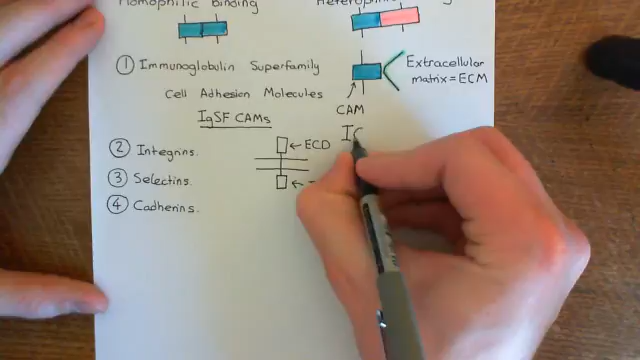 Homophilic binding
① Immunoglobulin Superfamily
Cell Adhesion Molecules
IgSF CAMs
② Integrins.
③ Selectins.
④ Cadherins.
Extracellular
matrix = ECM
CAM
ECD
IC